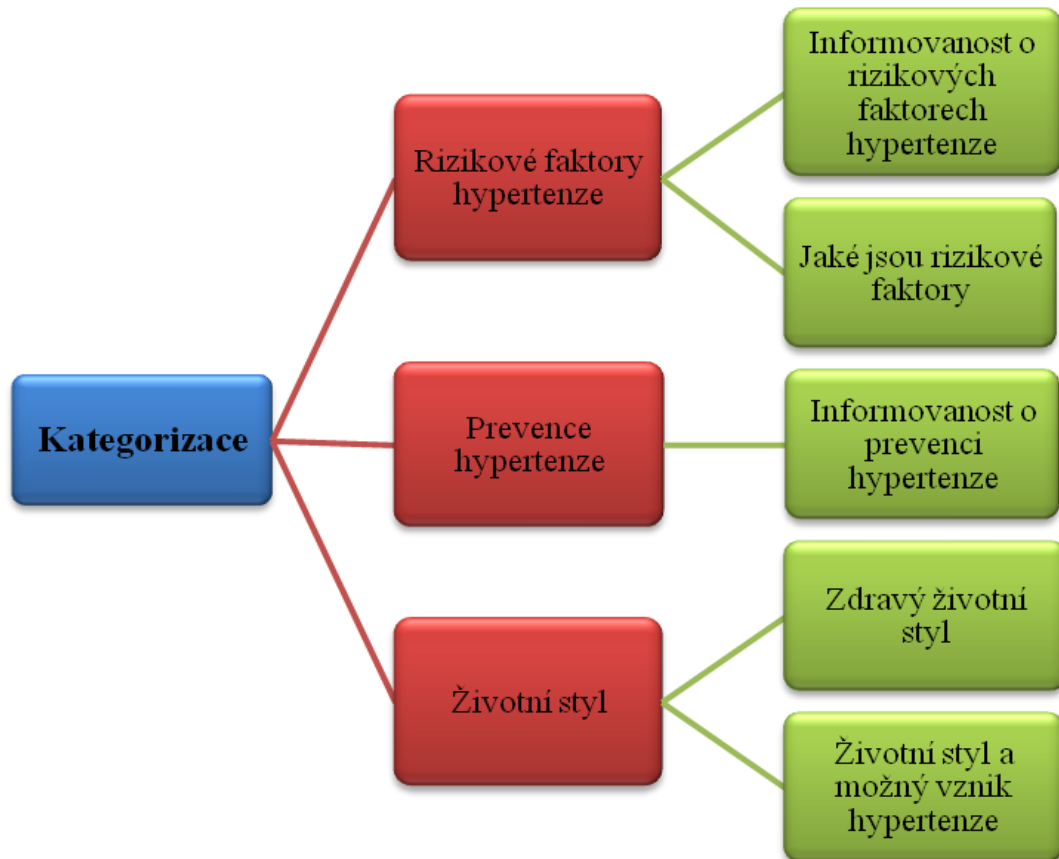 Kategorizace
Rizikové faktory
hypertenze
Informovanost o
rizikových
faktorech
hypertenze
Jaké jsou rizikové
faktory
Prevence
hypertenze
Informovanost o
prevenci
hypertenze
Životní styl
Zdravý životní
styl
Životní styl a
možný vznik
hypertenze